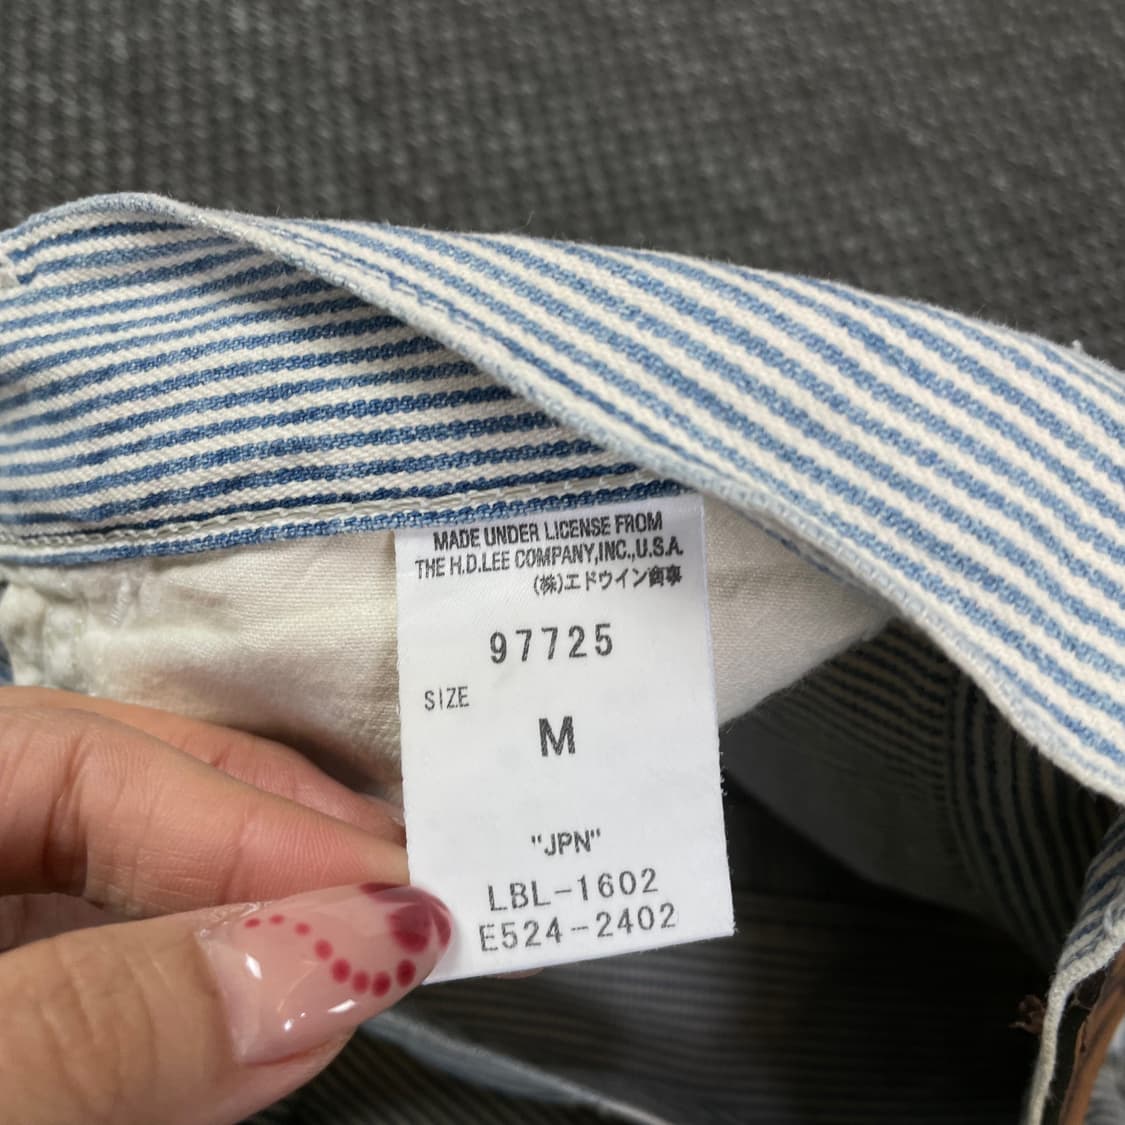 MADE UNDER LICENSE FROM
THE H.D.LEE COMPANY,INC.,U.S.A.
(株)エドウイン商事
97725
SIZE
M
"JPN"
LBL-1602
E524-2402